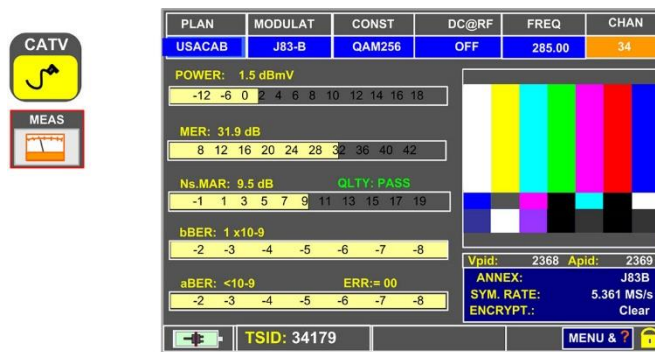 CATV
MEAS
PLAN MODULAT CONST DC@RF FREQ CHAN
USACAB J83-B QAM256 OFF 285.00 34
POWER: 1.5 dBmV
-12 -6 0 2 4 6 8 10 12 14 16 18
MER: 31.9 dB
8 12 16 20 24 28 32 36 40 42
Ns.MAR: 9.5 dB QLTY: PASS
-1 1 3 5 7 9 11 13 15 17 19
bBER: 1 x10-9
-2 -3 -4 -5 -6 -7 -8
aBER: <10-9 ERR:= 00
-2 -3 -4 -5 -6 -7 -8
Vpid: 2368 Apid: 2369
ANNEX: J83B
SYM. RATE: 5.361 MS/s
ENCRYPT.: Clear
TSID: 34179 MENU & ?